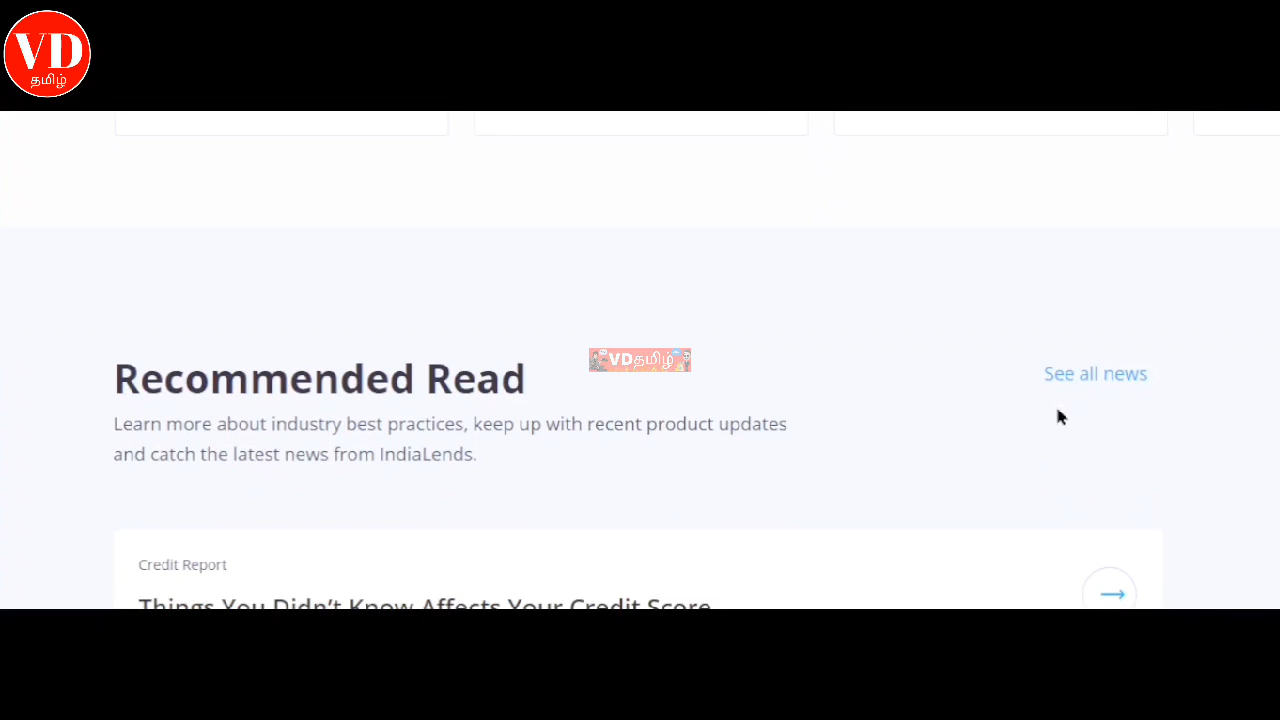 VD
தமிழ்
Recommended Read
VDதமிழ்
See all news
Learn more about industry best practices, keep up with recent product updates
and catch the latest news from IndiaLends.
Credit Report
Things You Didn't Know Affects Your Credit Score